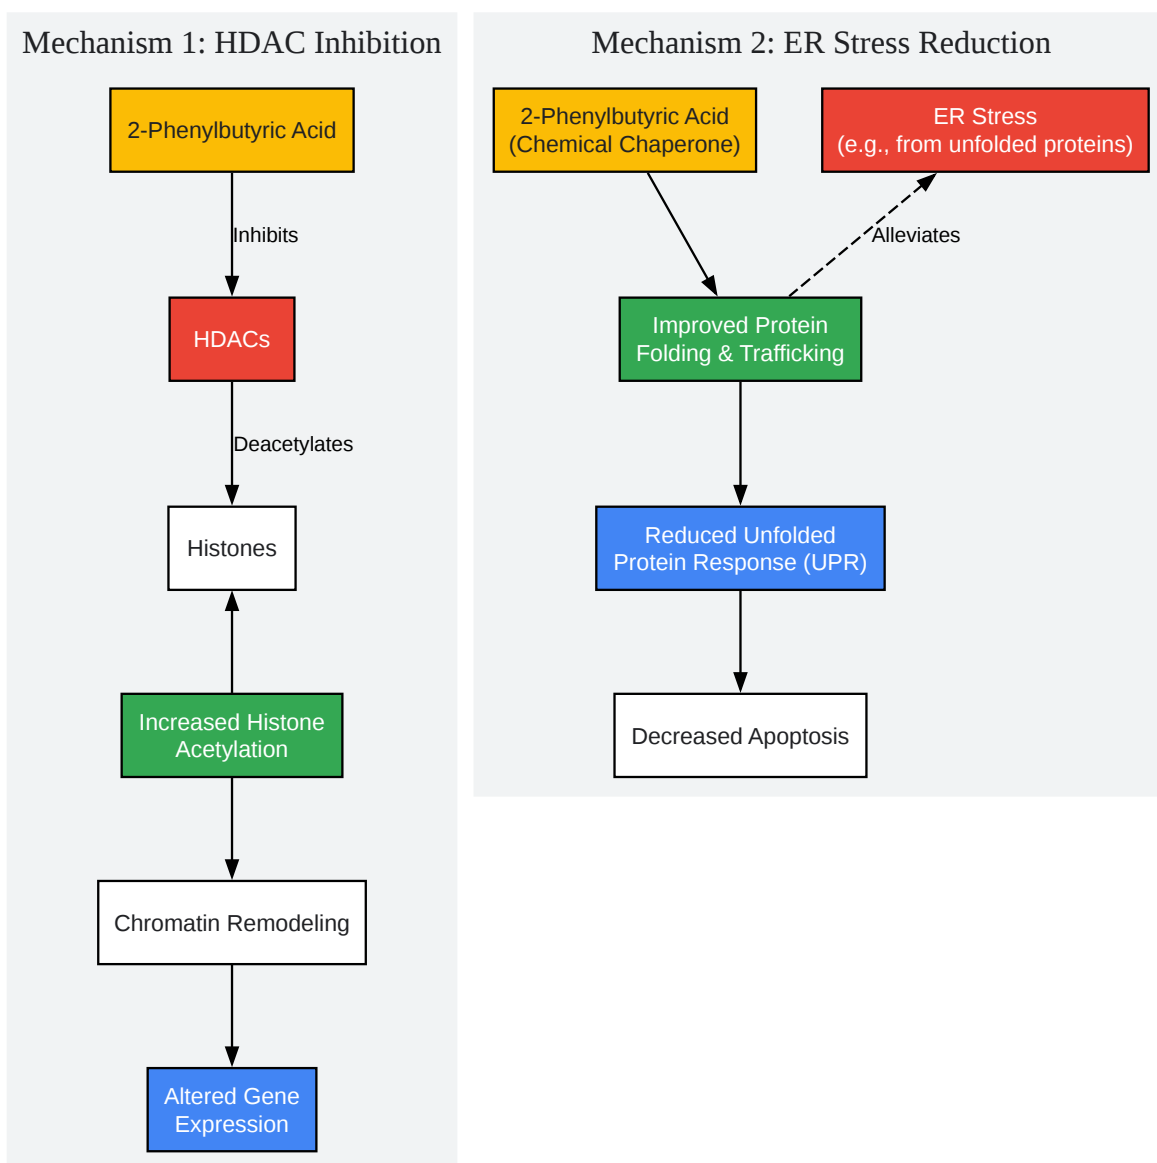 Mechanism 1: HDAC Inhibition
2-Phenylbutyric Acid
Inhibits
HDACs
Deacetylates
Histones
Increased Histone
Acetylation
Chromatin Remodeling
Altered Gene
Expression
Mechanism 2: ER Stress Reduction
2-Phenylbutyric Acid
(Chemical Chaperone)
ER Stress
(e.g., from unfolded proteins)
Alleviates
Improved Protein
Folding & Trafficking
Reduced Unfolded
Protein Response (UPR)
Decreased Apoptosis